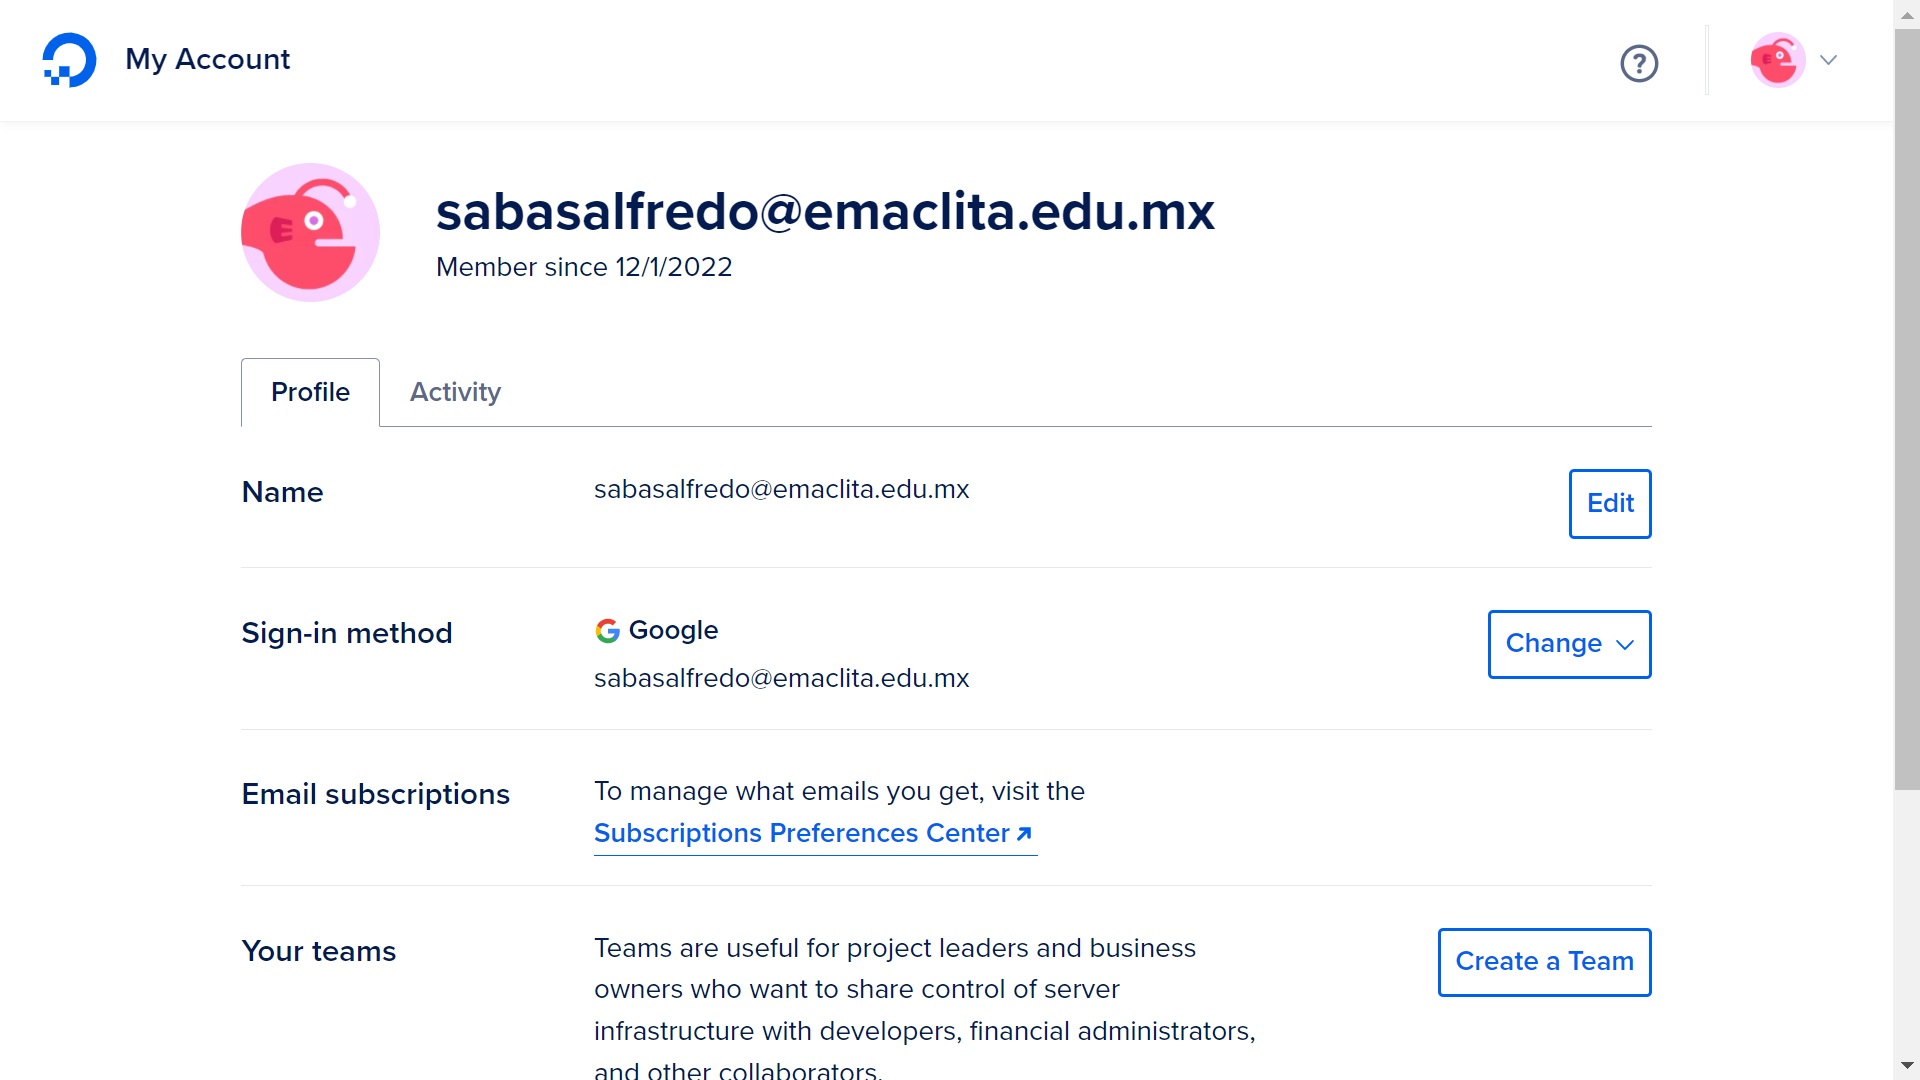 My Account
?
sabasalfredo@emaclita.edu.mx
Member since 12/1/2022
Profile
Activity
Name
sabasalfredo@emaclita.edu.mx
Edit
Sign-in method
Google
sabasalfredo@emaclita.edu.mx
Change
Email subscriptions
To manage what emails you get, visit the
Subscriptions Preferences Center
Your teams
Teams are useful for project leaders and business
owners who want to share control of server
infrastructure with developers, financial administrators,
and other collaborators.
Create a Team